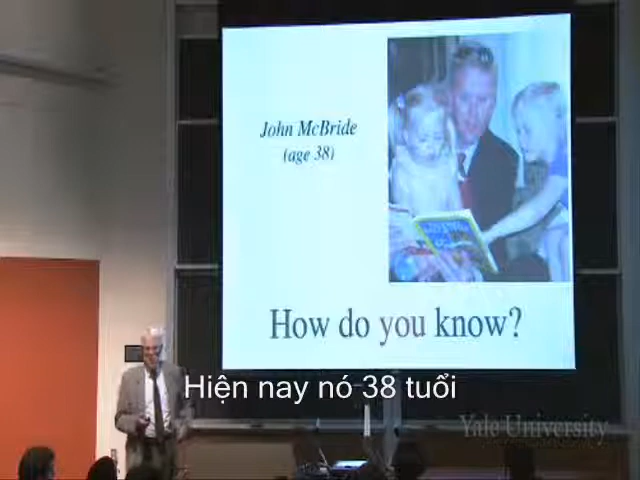 John McBride
(age 38)
How do you know?
Hiện nay nó 38 tuổi
Yale University